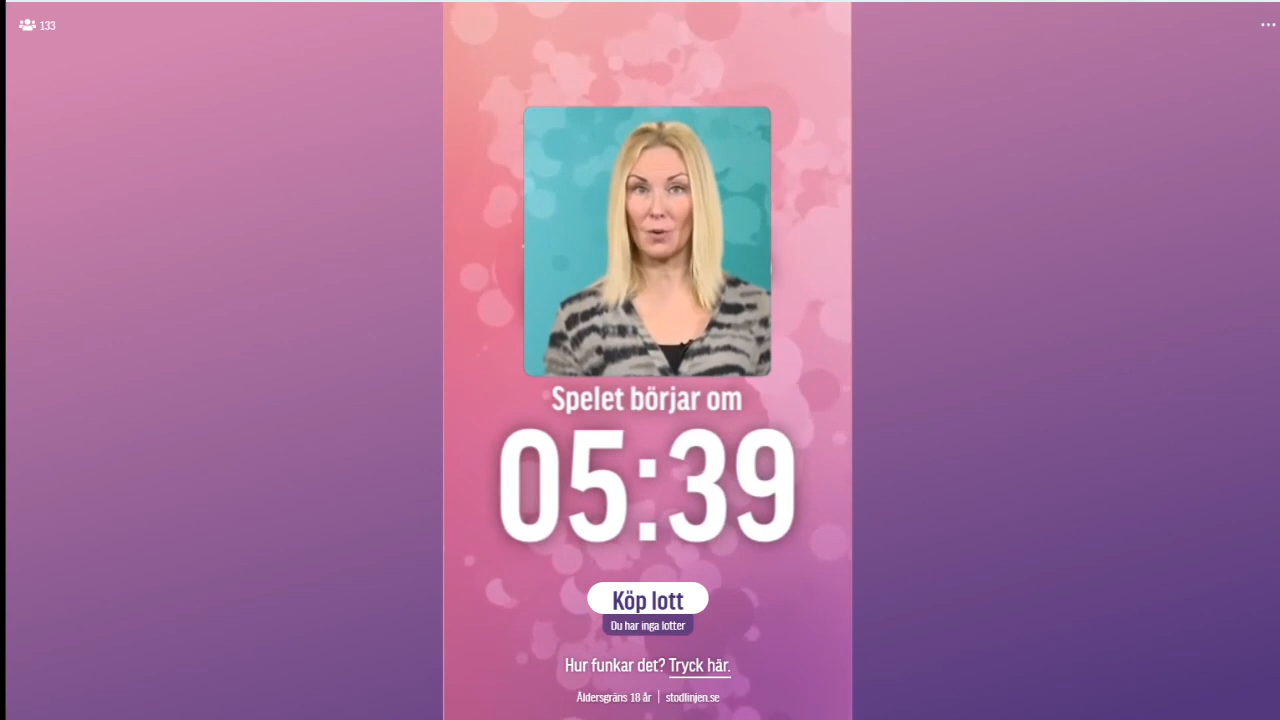 133
Spelet börjar om
05:39
Köp lott
Du har inga lotter
Hur funkar det? Tryck här.
Åldersgräns 18 år | stodlinjen.se